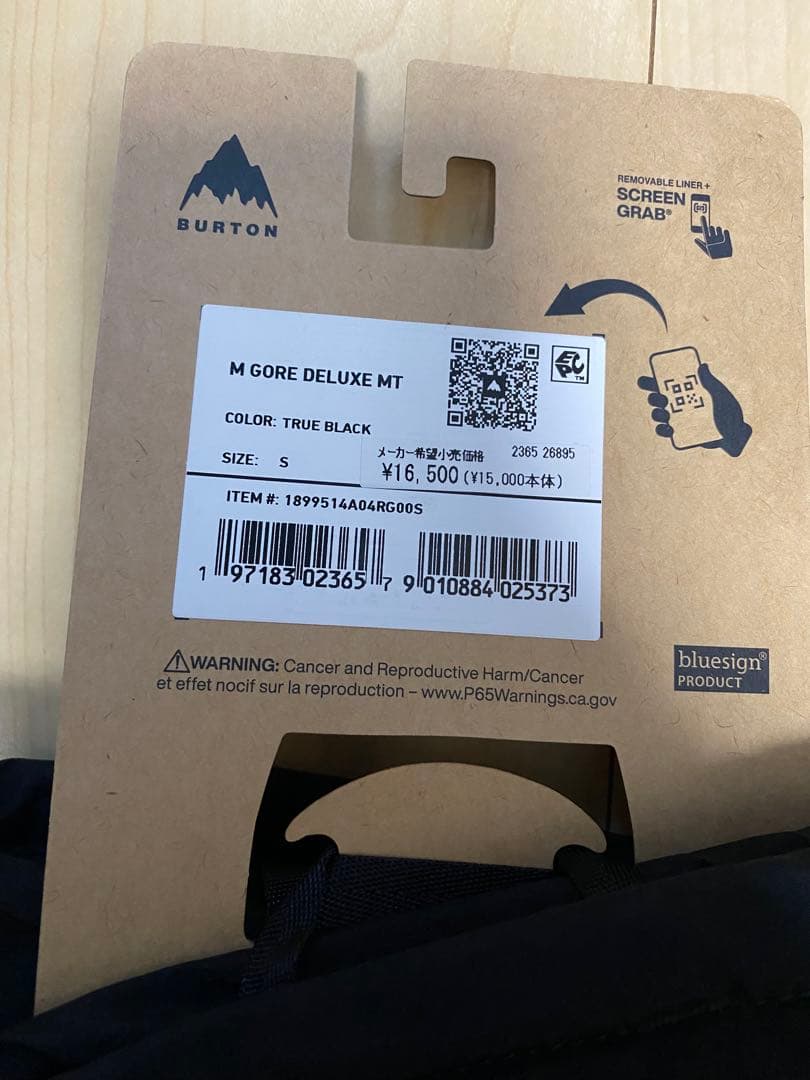 BURTON
REMOVABLE LINER +
SCREEN
GRAB®
M GORE DELUXE MT
EPC™
COLOR: TRUE BLACK
メーカー希望小売価格 2365 26895
SIZE: S
¥16,500 (¥15,000本体)
ITEM #: 1899514A04RG00S
1 97183 02365 7
9 010884 025373
⚠WARNING: Cancer and Reproductive Harm/Cancer
et effet nocif sur la reproduction – www.P65Warnings.ca.gov
bluesign®
PRODUCT